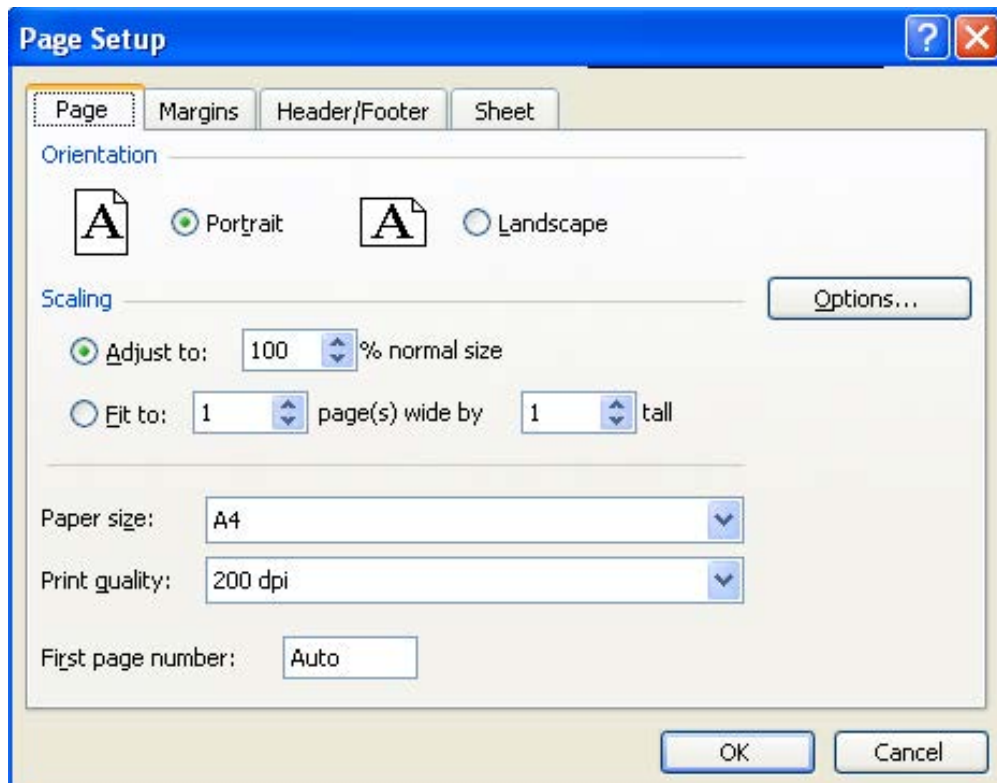 Page Setup ?
Page Margins Header/Footer Sheet
Orientation
A Portrait A Landscape
Scaling Options...
Adjust to: 100 % normal size
Fit to: 1 page(s) wide by 1 tall
Paper size: A4
Print quality: 200 dpi
First page number: Auto
OK Cancel